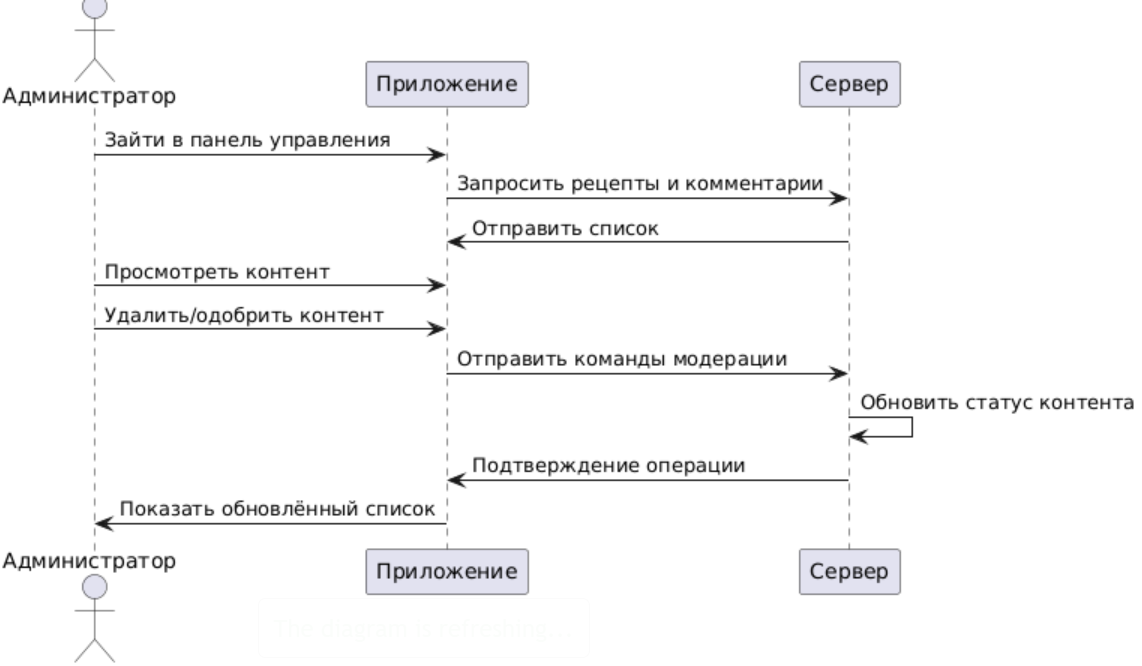 Администратор
Приложение
Сервер
Зайти в панель управления
Запросить рецепты и комментарии
Отправить список
Просмотреть контент
Удалить/одобрить контент
Отправить команды модерации
Обновить статус контента
Подтверждение операции
Показать обновлённый список
Администратор
Приложение
Сервер
The diagram is refreshing...